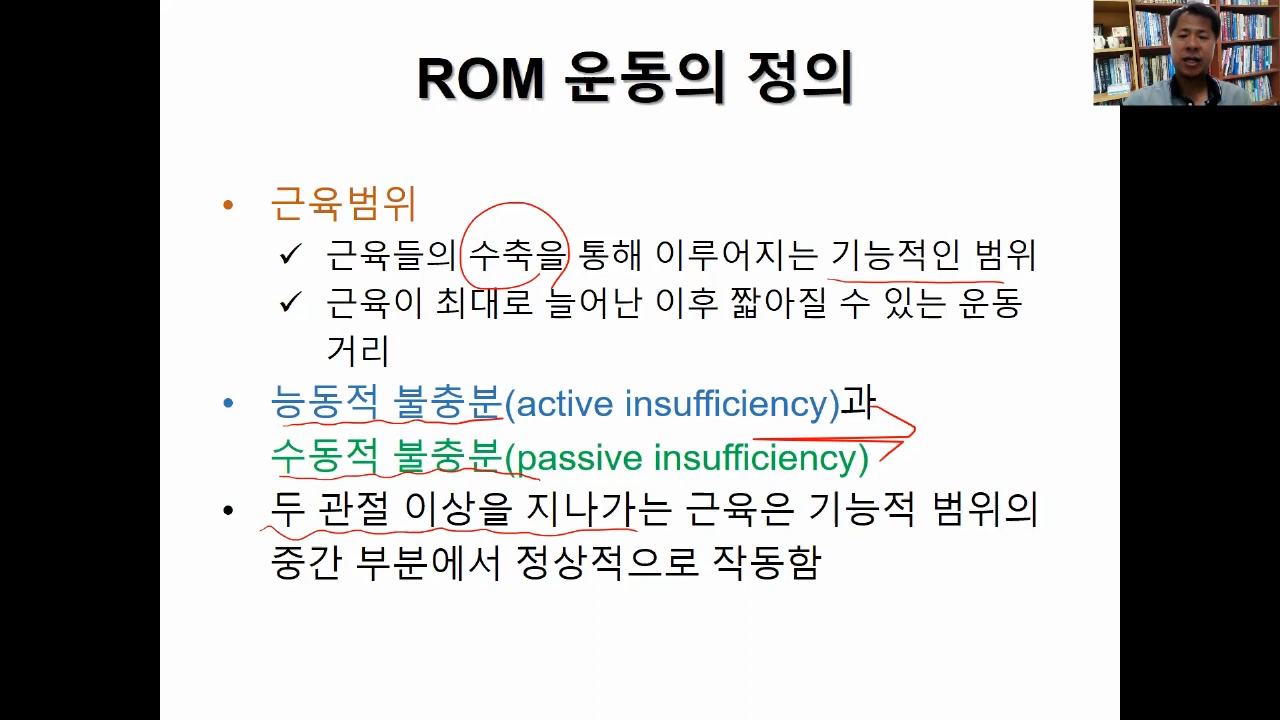 ROM 운동의 정의
• 근육범위
✓ 근육들의 수축을 통해 이루어지는 기능적인 범위
✓ 근육이 최대로 늘어난 이후 짧아질 수 있는 운동
거리
• 능동적 불충분(active insufficiency)과
수동적 불충분(passive insufficiency)
• 두 관절 이상을 지나가는 근육은 기능적 범위의
중간 부분에서 정상적으로 작동함